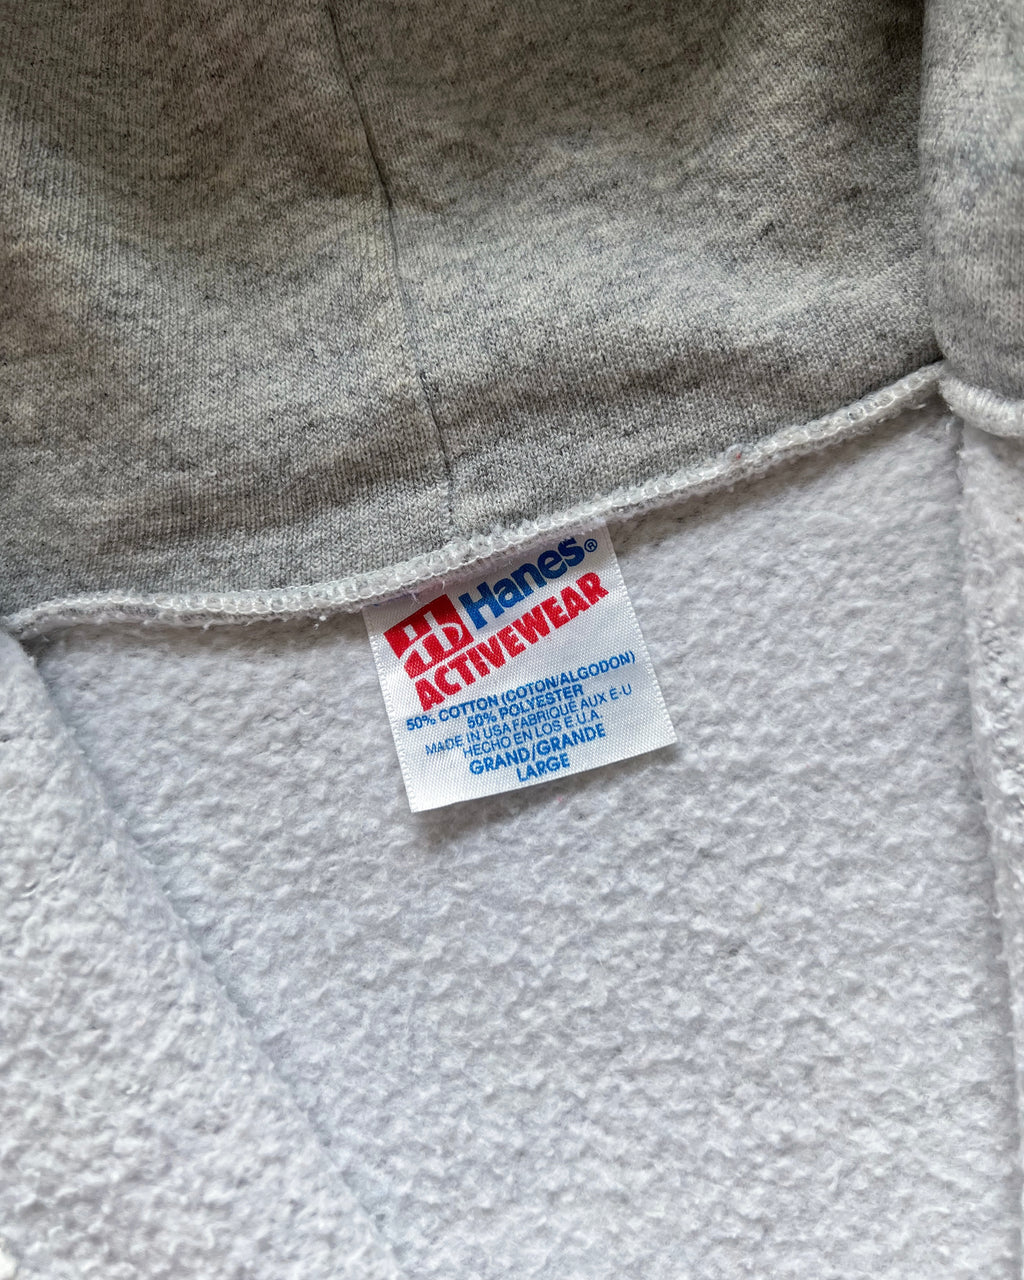 Hanes®
ACTIVEWEAR
50% COTTON (COTON/ALGODON)
50% POLYESTER
MADE IN USA FABRIQUÉ AUX E·U
HECHO EN LOS E.U.A
GRAND/GRANDE
LARGE